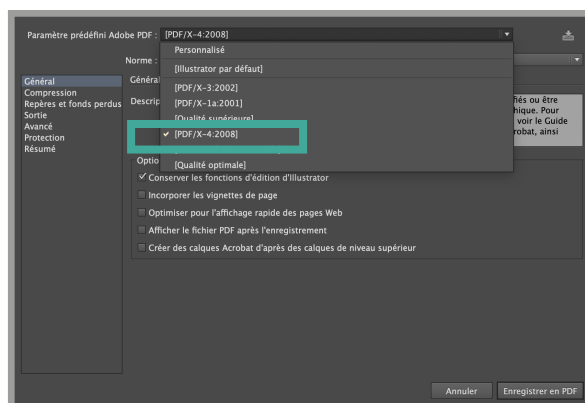 Paramètre prédéfini Adobe PDF : [PDF/X-4:2008]
Personnalisé
Norme :
[Illustrator par défaut]
Général
Général
[PDF/X-3:2002]
Compression
Repères et fonds perdus
Descrip
[PDF/X-1a:2001]
fiés ou être
hique. Pour
Sortie
[Qualité supérieure]
voir le Guide
Avancé
[PDF/X-4:2008]
robat, ainsi
Protection
Résumé
Optio
[Qualité optimale]
Conserver les fonctions d'édition d'Illustrator
Incorporer les vignettes de page
Optimiser pour l'affichage rapide des pages Web
Afficher le fichier PDF après l'enregistrement
Créer des calques Acrobat d'après des calques de niveau supérieur
Annuler
Enregistrer en PDF